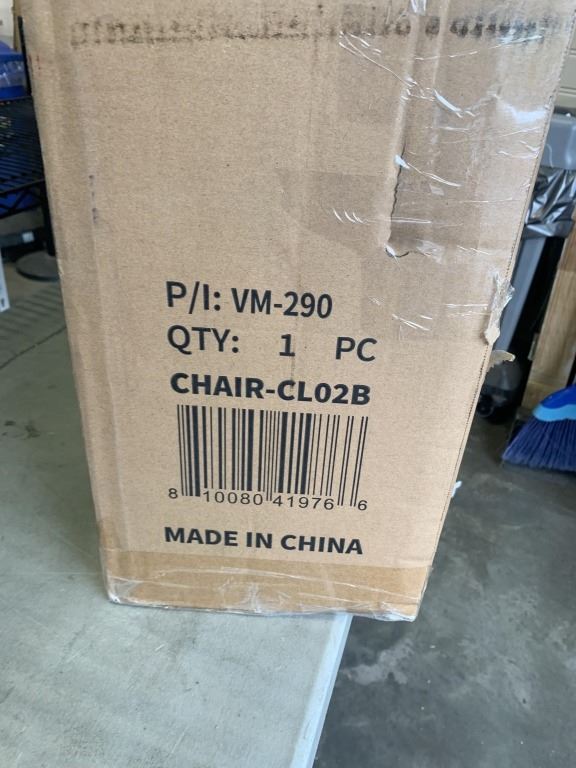 P/I: VM-290
QTY: 1 PC
CHAIR-CL02B
8 10080 41976 6
MADE IN CHINA